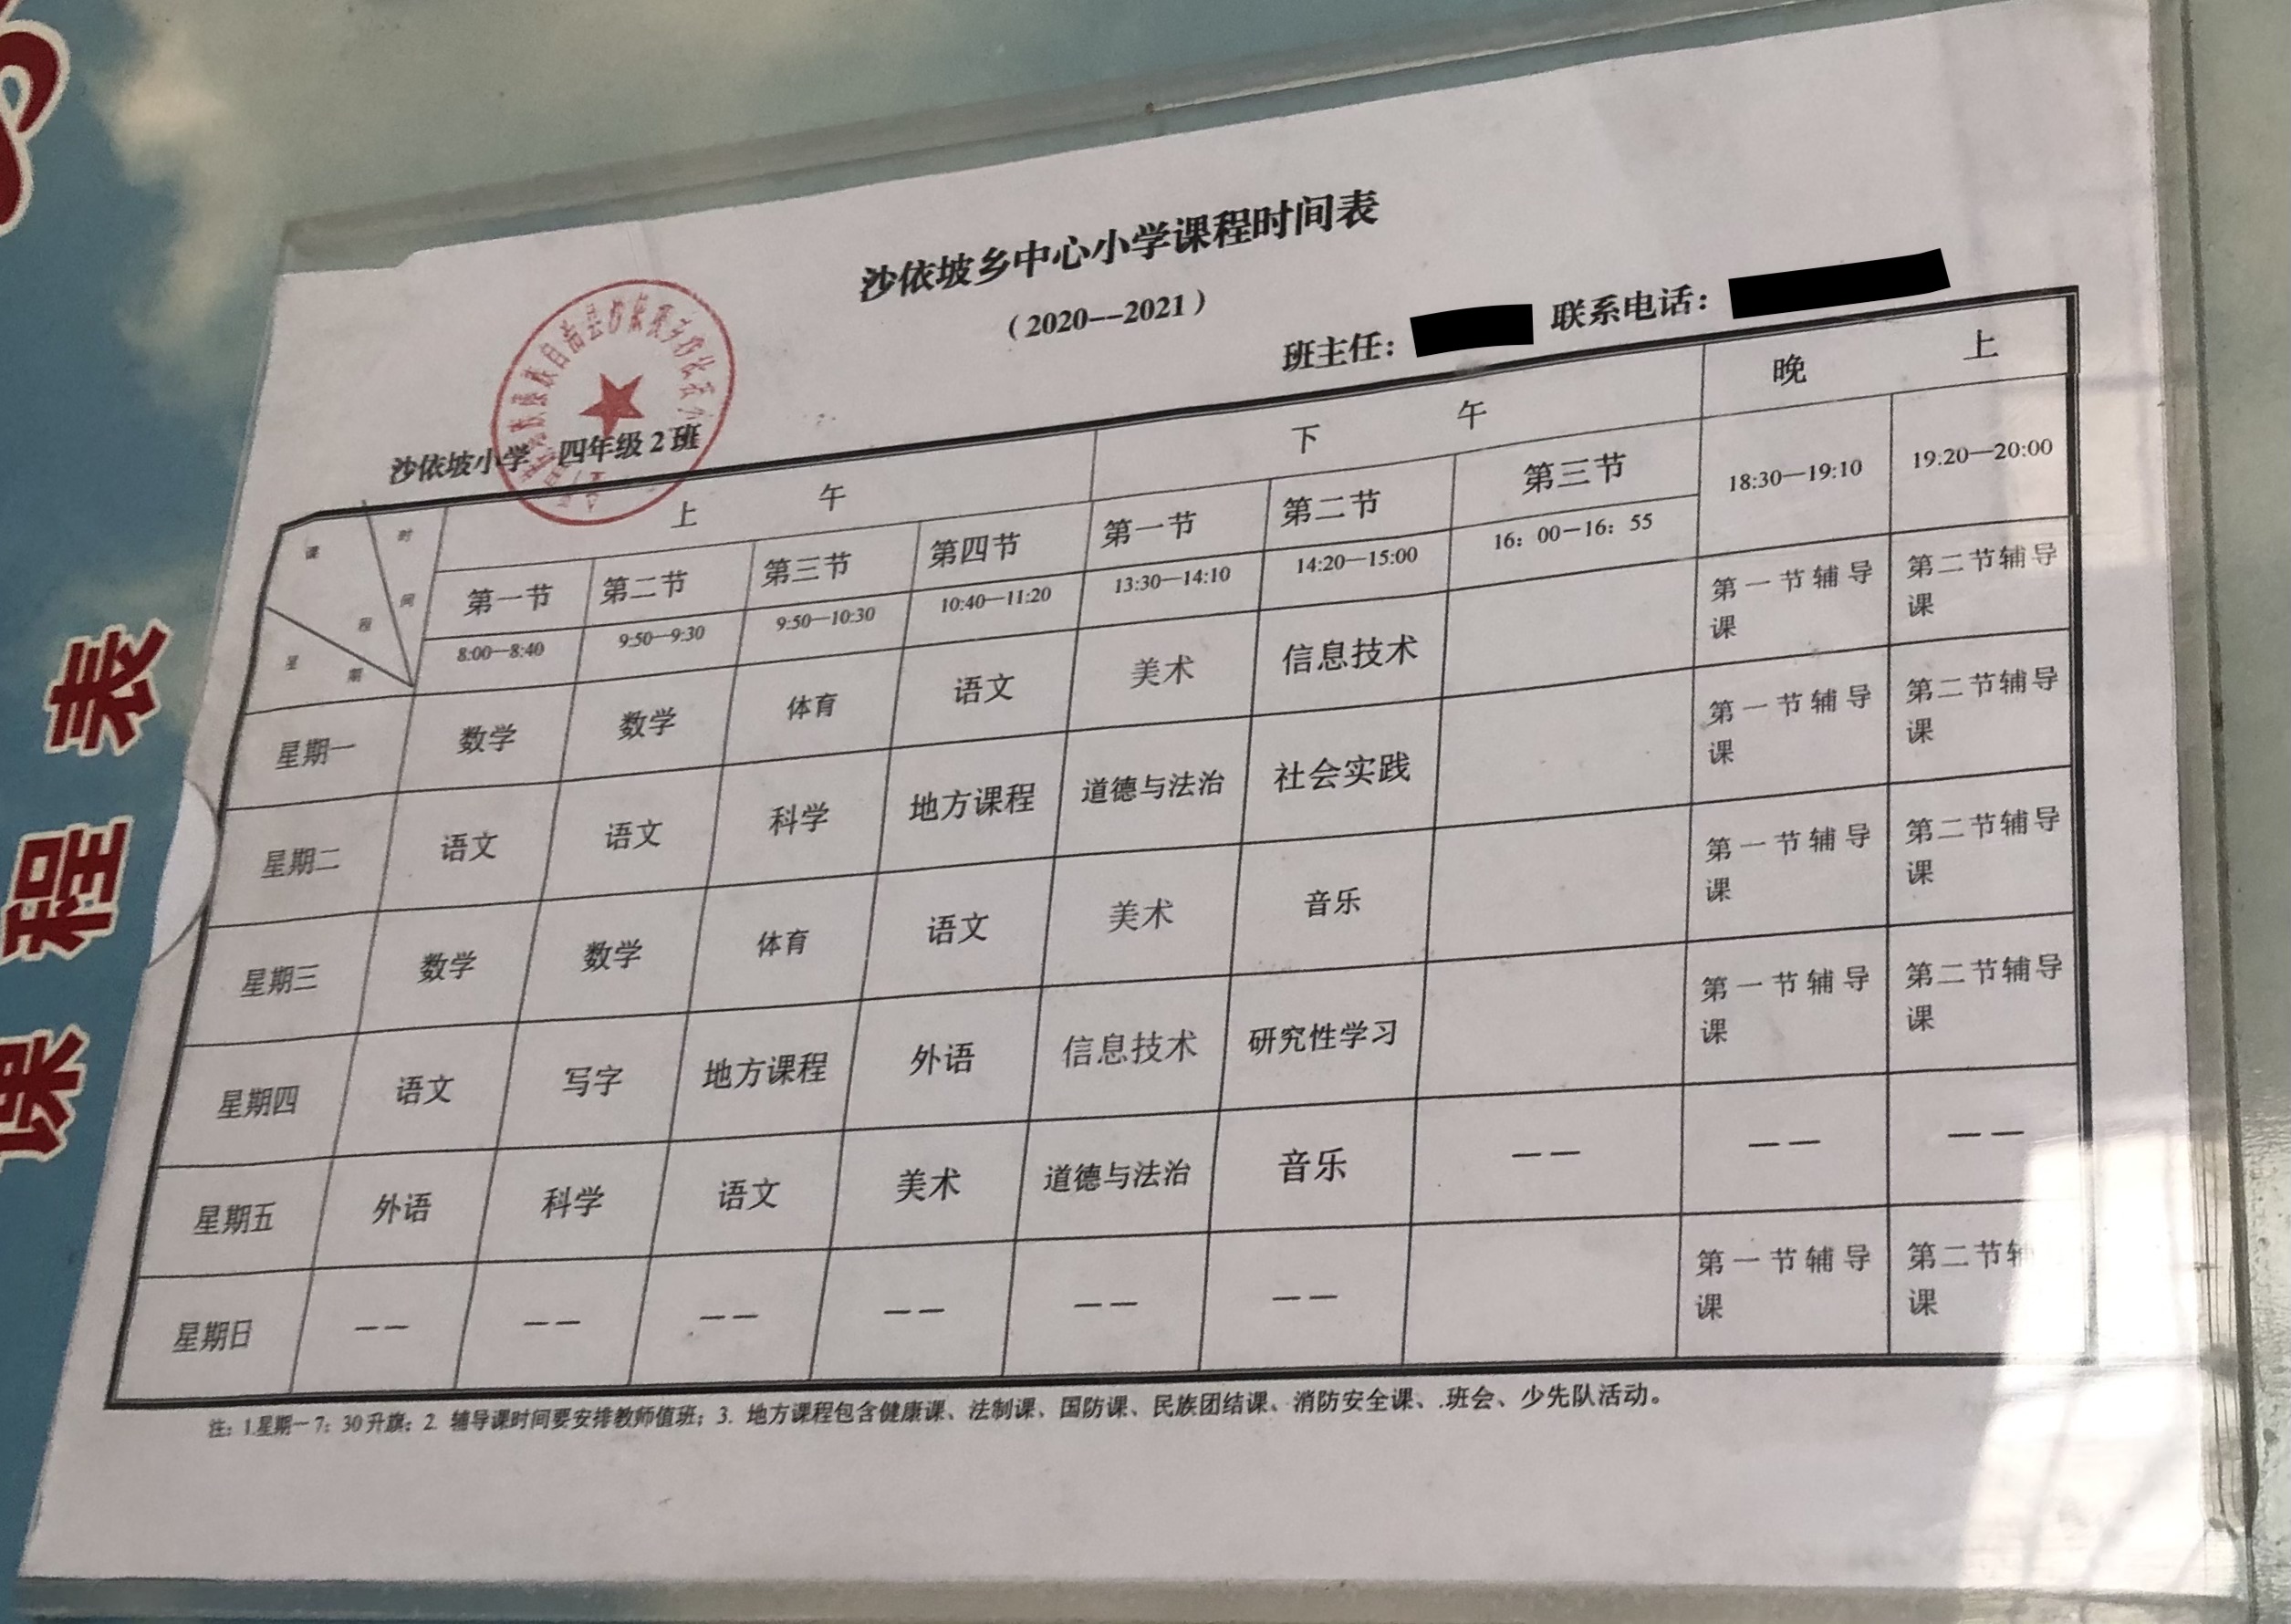 课程表
沙依坡乡中心小学课程时间表
（2020--2021）
班主任： 联系电话：
沙依坡小学 四年级2班
课程 时间 星期
上午 下午 晚上
第一节 第二节 第三节 第四节 第一节 第二节 第三节 18:30—19:10 19:20—20:00
8:00—8:40 9:50—9:30 9:50—10:30 10:40—11:20 13:30—14:10 14:20—15:00 16：00－16：55
星期一 数学 数学 体育 语文 美术 信息技术 第一节辅导课 第二节辅导课
星期二 语文 语文 科学 地方课程 道德与法治 社会实践 第一节辅导课 第二节辅导课
星期三 数学 数学 体育 语文 美术 音乐 第一节辅导课 第二节辅导课
星期四 语文 写字 地方课程 外语 信息技术 研究性学习 第一节辅导课 第二节辅导课
星期五 外语 科学 语文 美术 道德与法治 音乐 —— —— ——
星期日 —— —— —— —— —— —— 第一节辅导课 第二节辅课
注：1.星期一7：30升旗；2. 辅导课时间要安排教师值班；3. 地方课程包含健康课、法制课、国防课、民族团结课、消防安全课、.班会、少先队活动。